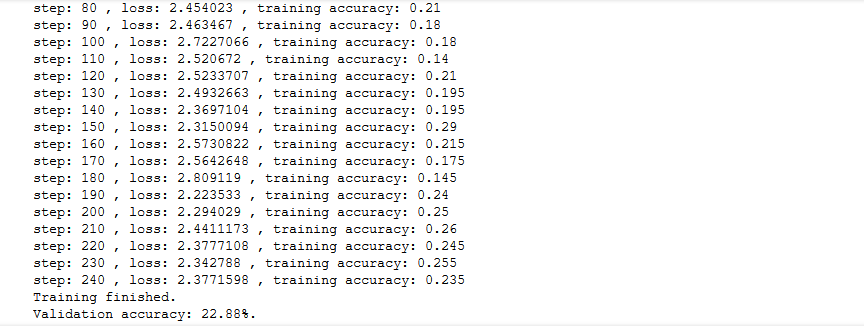 step: 80 , loss: 2.454023 , training accuracy: 0.21
step: 90 , loss: 2.463467 , training accuracy: 0.18
step: 100 , loss: 2.7227066 , training accuracy: 0.18
step: 110 , loss: 2.520672 , training accuracy: 0.14
step: 120 , loss: 2.5233707 , training accuracy: 0.21
step: 130 , loss: 2.4932663 , training accuracy: 0.195
step: 140 , loss: 2.3697104 , training accuracy: 0.195
step: 150 , loss: 2.3150094 , training accuracy: 0.29
step: 160 , loss: 2.5730822 , training accuracy: 0.215
step: 170 , loss: 2.5642648 , training accuracy: 0.175
step: 180 , loss: 2.809119 , training accuracy: 0.145
step: 190 , loss: 2.223533 , training accuracy: 0.24
step: 200 , loss: 2.294029 , training accuracy: 0.25
step: 210 , loss: 2.4411173 , training accuracy: 0.26
step: 220 , loss: 2.3777108 , training accuracy: 0.245
step: 230 , loss: 2.342788 , training accuracy: 0.255
step: 240 , loss: 2.3771598 , training accuracy: 0.235
Training finished.
Validation accuracy: 22.88%.